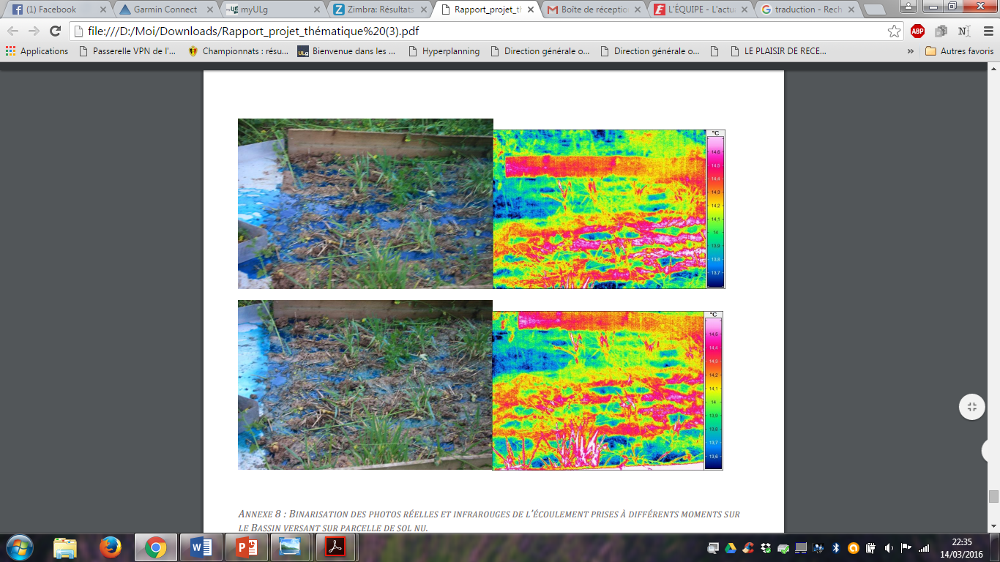 (1) Facebook
Garmin Connect
myULg
Zimbra: Résultats
Rapport_projet_th
Boîte de réceptio
L'ÉQUIPE - L'actu
traduction - Rech
file:///D:/Moi/Downloads/Rapport_projet_thématique%20(3).pdf
ABP
Applications
Passerelle VPN de l'...
Championnats : résu...
Bienvenue dans les ...
Hyperplanning
Direction générale o...
Direction générale o...
LE PLAISIR DE RECE...
»
Autres favoris
°C
14,6
14,5
14,4
14,3
14,2
14,1
14
13,9
13,8
13,7
°C
14,5
14,4
14,3
14,2
14,1
14
13,9
13,8
13,7
13,6
ANNEXE 8 : BINARISATION DES PHOTOS RÉELLES ET INFRAROUGES DE L'ÉCOULEMENT PRISES À DIFFÉRENTS MOMENTS SUR
LE BASSIN VERSANT SUR PARCELLE DE SOL NU.
22:35
14/03/2016